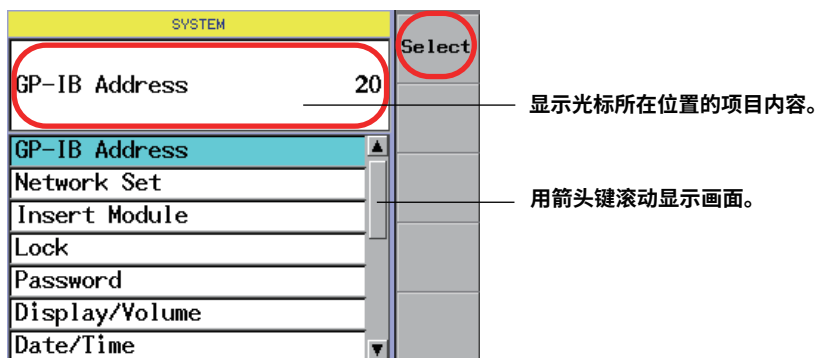 SYSTEM
Select
GP-IB Address 20
显示光标所在位置的项目内容。
GP-IB Address
Network Set
用箭头键滚动显示画面。
Insert Module
Lock
Password
Display/Volume
Date/Time